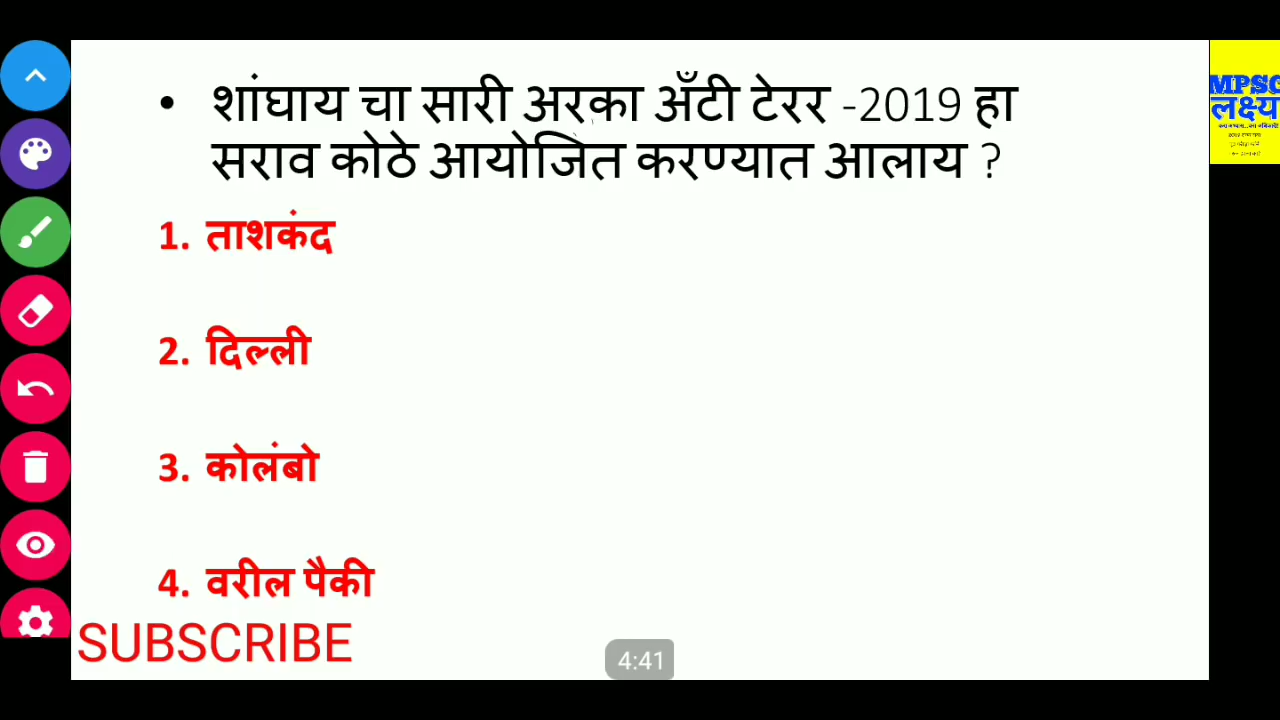 • शांघाय चा सारी अरका अँटी टेरर -2019 हा
सराव कोठे आयोजित करण्यात आलाय ?
1. ताशकंद
2. दिल्ली
3. कोलंबो
4. वरील पैकी
SUBSCRIBE
4:41
MPSC
लक्ष्य